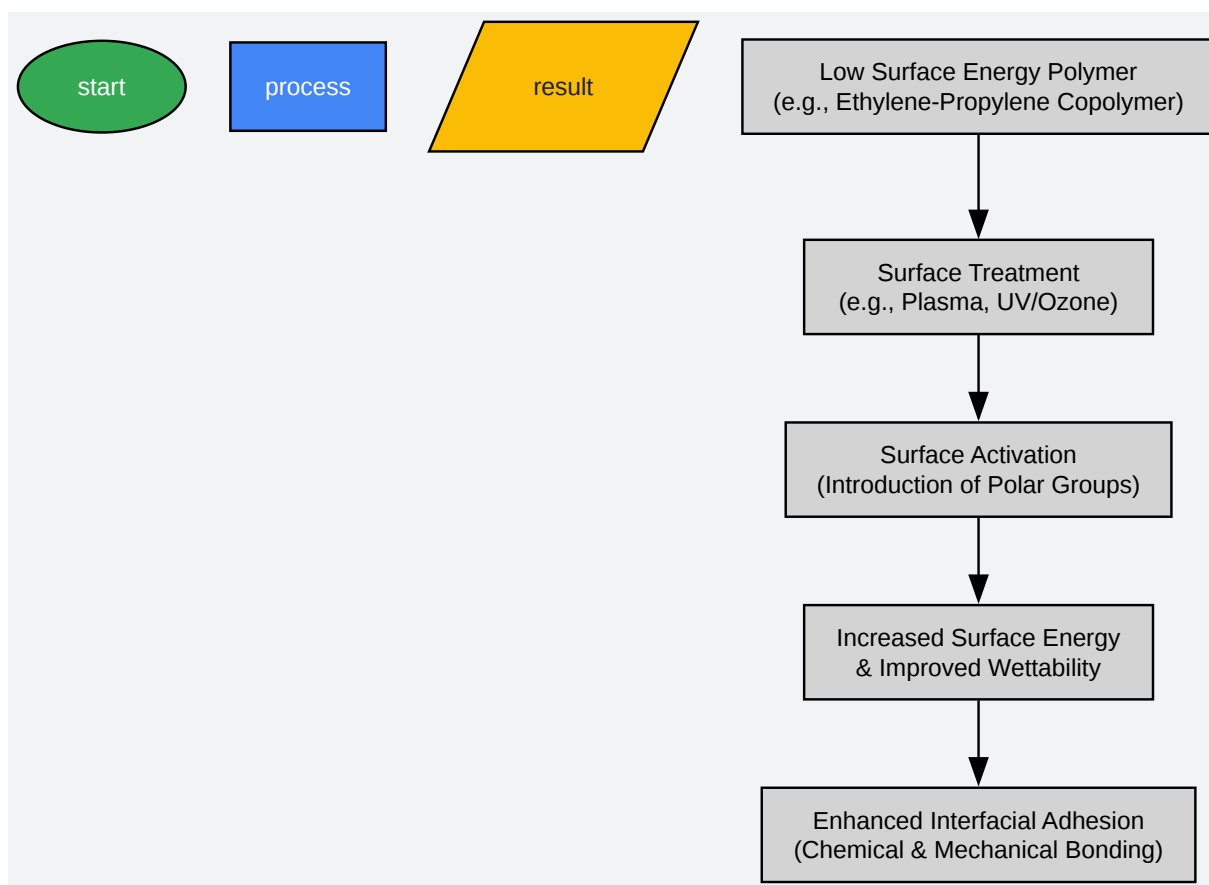 start
process
result
Low Surface Energy Polymer
(e.g., Ethylene-Propylene Copolymer)
Surface Treatment
(e.g., Plasma, UV/Ozone)
Surface Activation
(Introduction of Polar Groups)
Increased Surface Energy
& Improved Wettability
Enhanced Interfacial Adhesion
(Chemical & Mechanical Bonding)